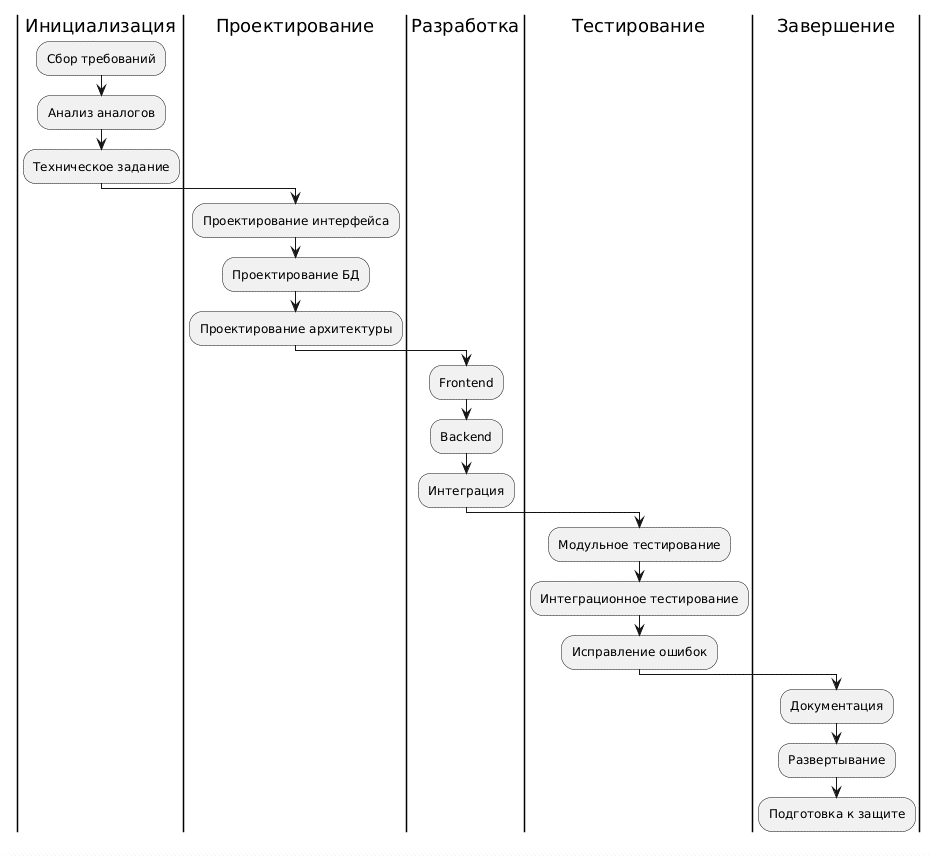 Инициализация
Проектирование
Разработка
Тестирование
Завершение
Сбор требований
Анализ аналогов
Техническое задание
Проектирование интерфейса
Проектирование БД
Проектирование архитектуры
Frontend
Backend
Интеграция
Модульное тестирование
Интеграционное тестирование
Исправление ошибок
Документация
Развертывание
Подготовка к защите